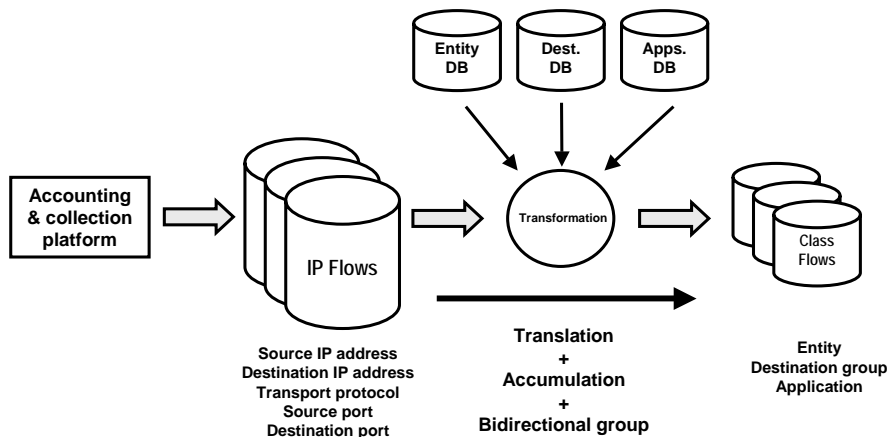 Entity
DB
Dest.
DB
Apps.
DB
Accounting
& collection
platform
IP Flows
Transformation
Class
Flows
Source IP address
Destination IP address
Transport protocol
Source port
Destination port
Translation
+
Accumulation
+
Bidirectional group
Entity
Destination group
Application